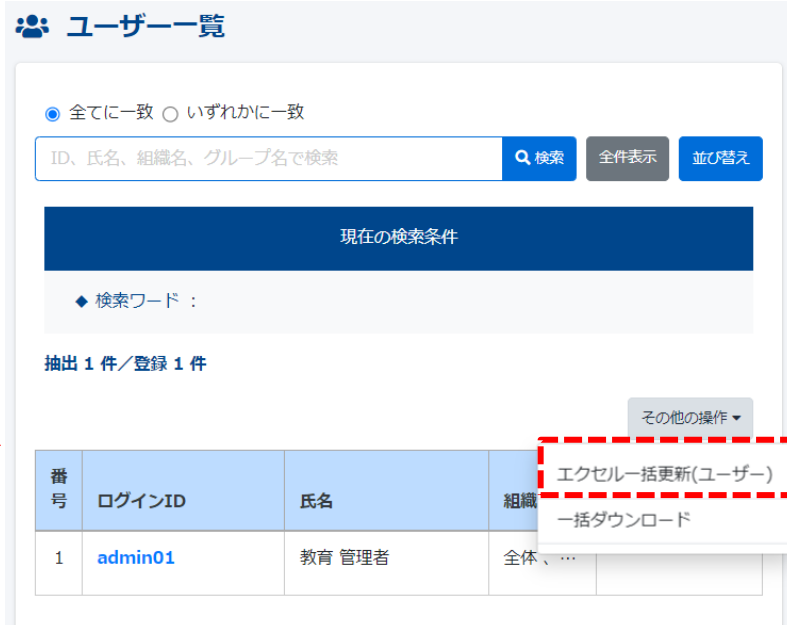 ユーザー一覧
全てに一致 いずれかに一致
ID、氏名、組織名、グループ名で検索 検索 全件表示 並び替え
現在の検索条件
◆ 検索ワード :
抽出 1 件／登録 1 件
その他の操作
エクセル一括更新(ユーザー)
一括ダウンロード
番号 ログインID 氏名 組織
1 admin01 教育 管理者 全体 、…